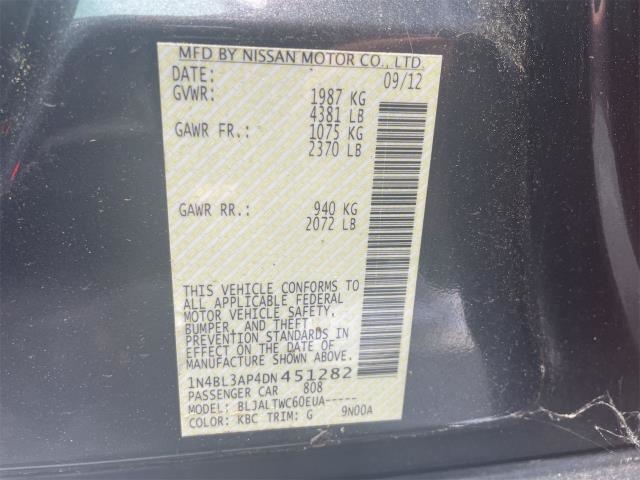 MFD BY NISSAN MOTOR CO., LTD.
DATE: 09/12
GVWR: 1987 KG
4381 LB
GAWR FR.: 1075 KG
2370 LB
GAWR RR.: 940 KG
2072 LB
THIS VEHICLE CONFORMS TO
ALL APPLICABLE FEDERAL
MOTOR VEHICLE SAFETY,
BUMPER, AND THEFT
PREVENTION STANDARDS IN
EFFECT ON THE DATE OF
MANUFACTURE SHOWN ABOVE.
1N4BL3AP4DN451282
PASSENGER CAR 808
MODEL: BLJALTWC60EUA-----
COLOR: KBC TRIM: G 9N00A